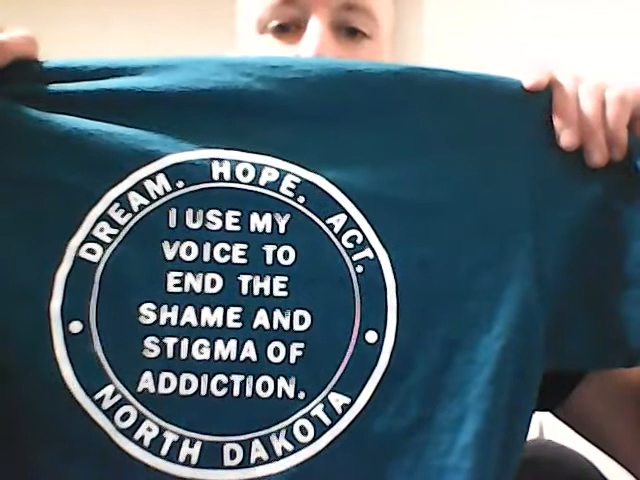 DREAM. HOPE. ACT.
I USE MY
VOICE TO
END THE
SHAME AND
STIGMA OF
ADDICTION.
NORTH DAKOTA